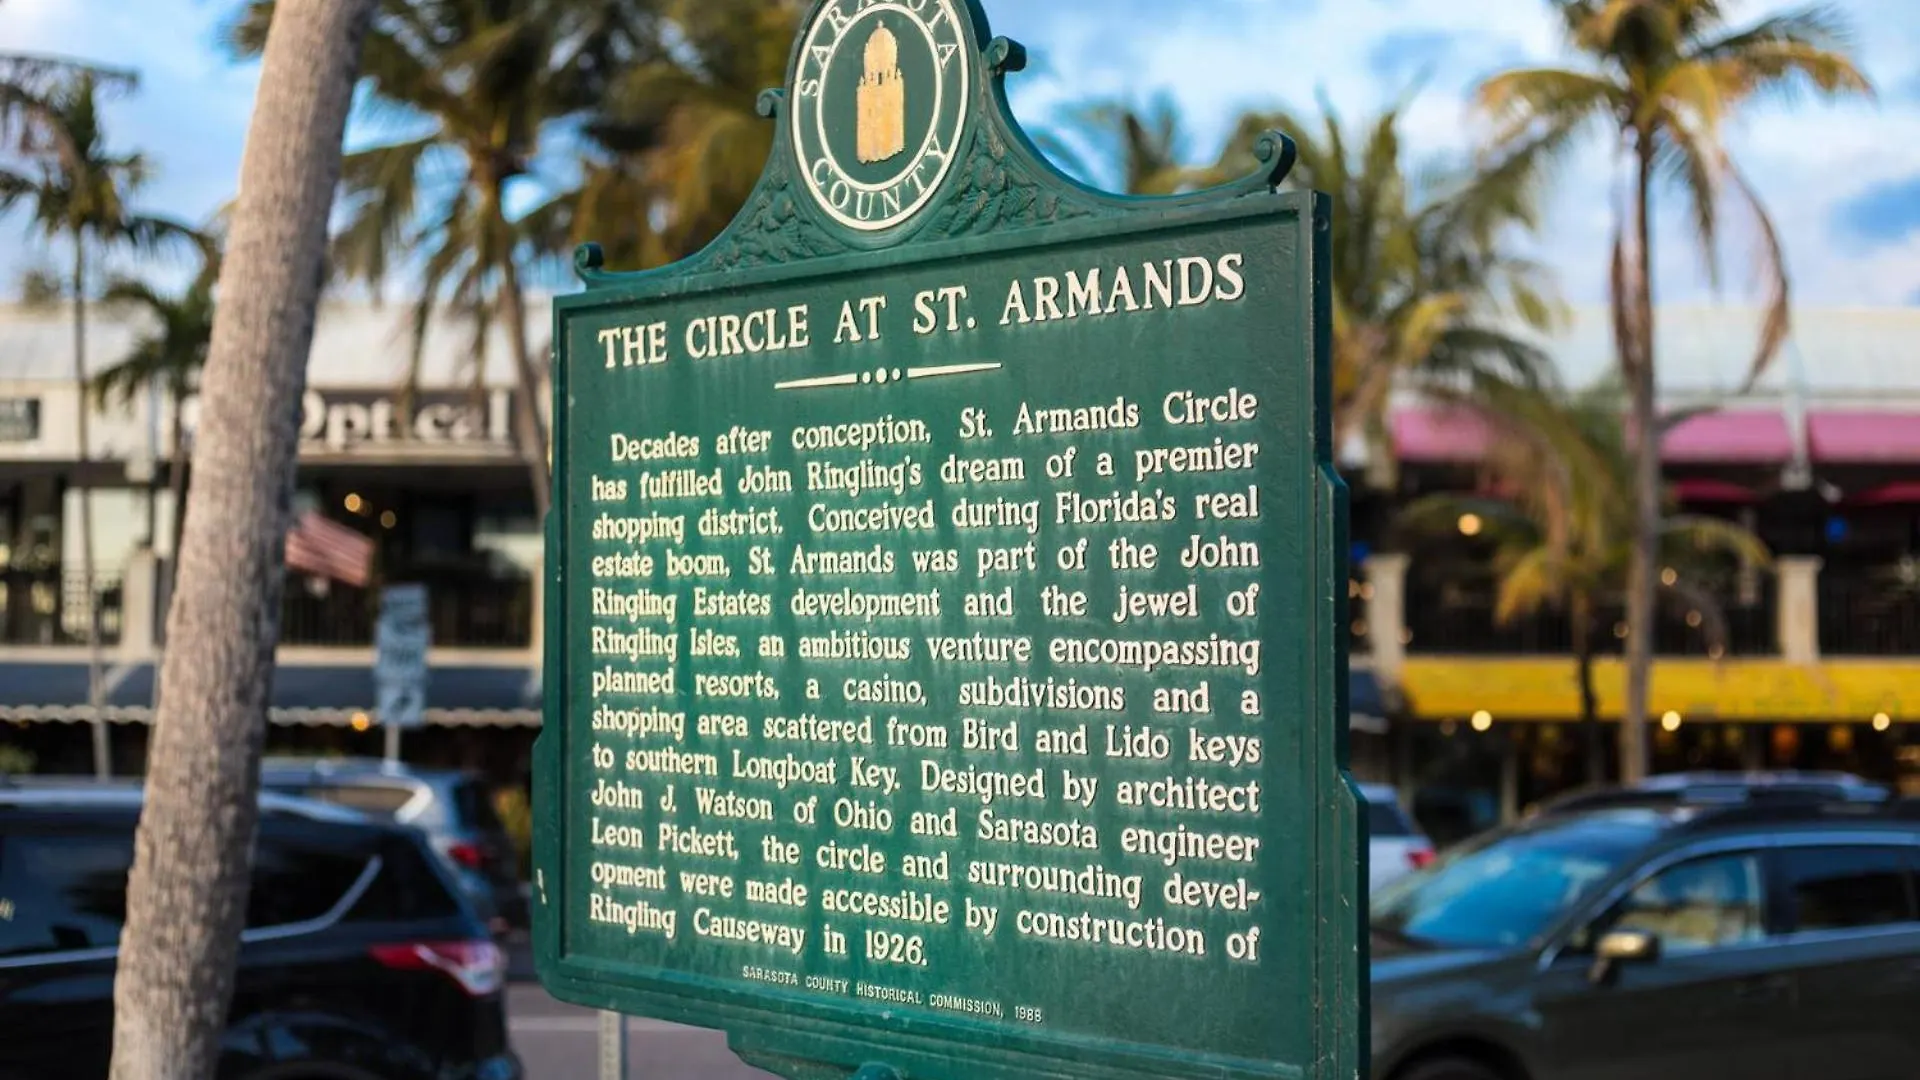 SARASOTA
COUNTY
THE CIRCLE AT ST. ARMANDS
Decades after conception, St. Armands Circle
has fulfilled John Ringling's dream of a premier
shopping district. Conceived during Florida's real
estate boom, St. Armands was part of the John
Ringling Estates development and the jewel of
Ringling Isles, an ambitious venture encompassing
planned resorts, a casino, subdivisions and a
shopping area scattered from Bird and Lido keys
to southern Longboat Key. Designed by architect
John J. Watson of Ohio and Sarasota engineer
Leon Pickett, the circle and surrounding devel-
opment were made accessible by construction of
Ringling Causeway in 1926.
SARASOTA COUNTY HISTORICAL COMMISSION, 1988
Optical